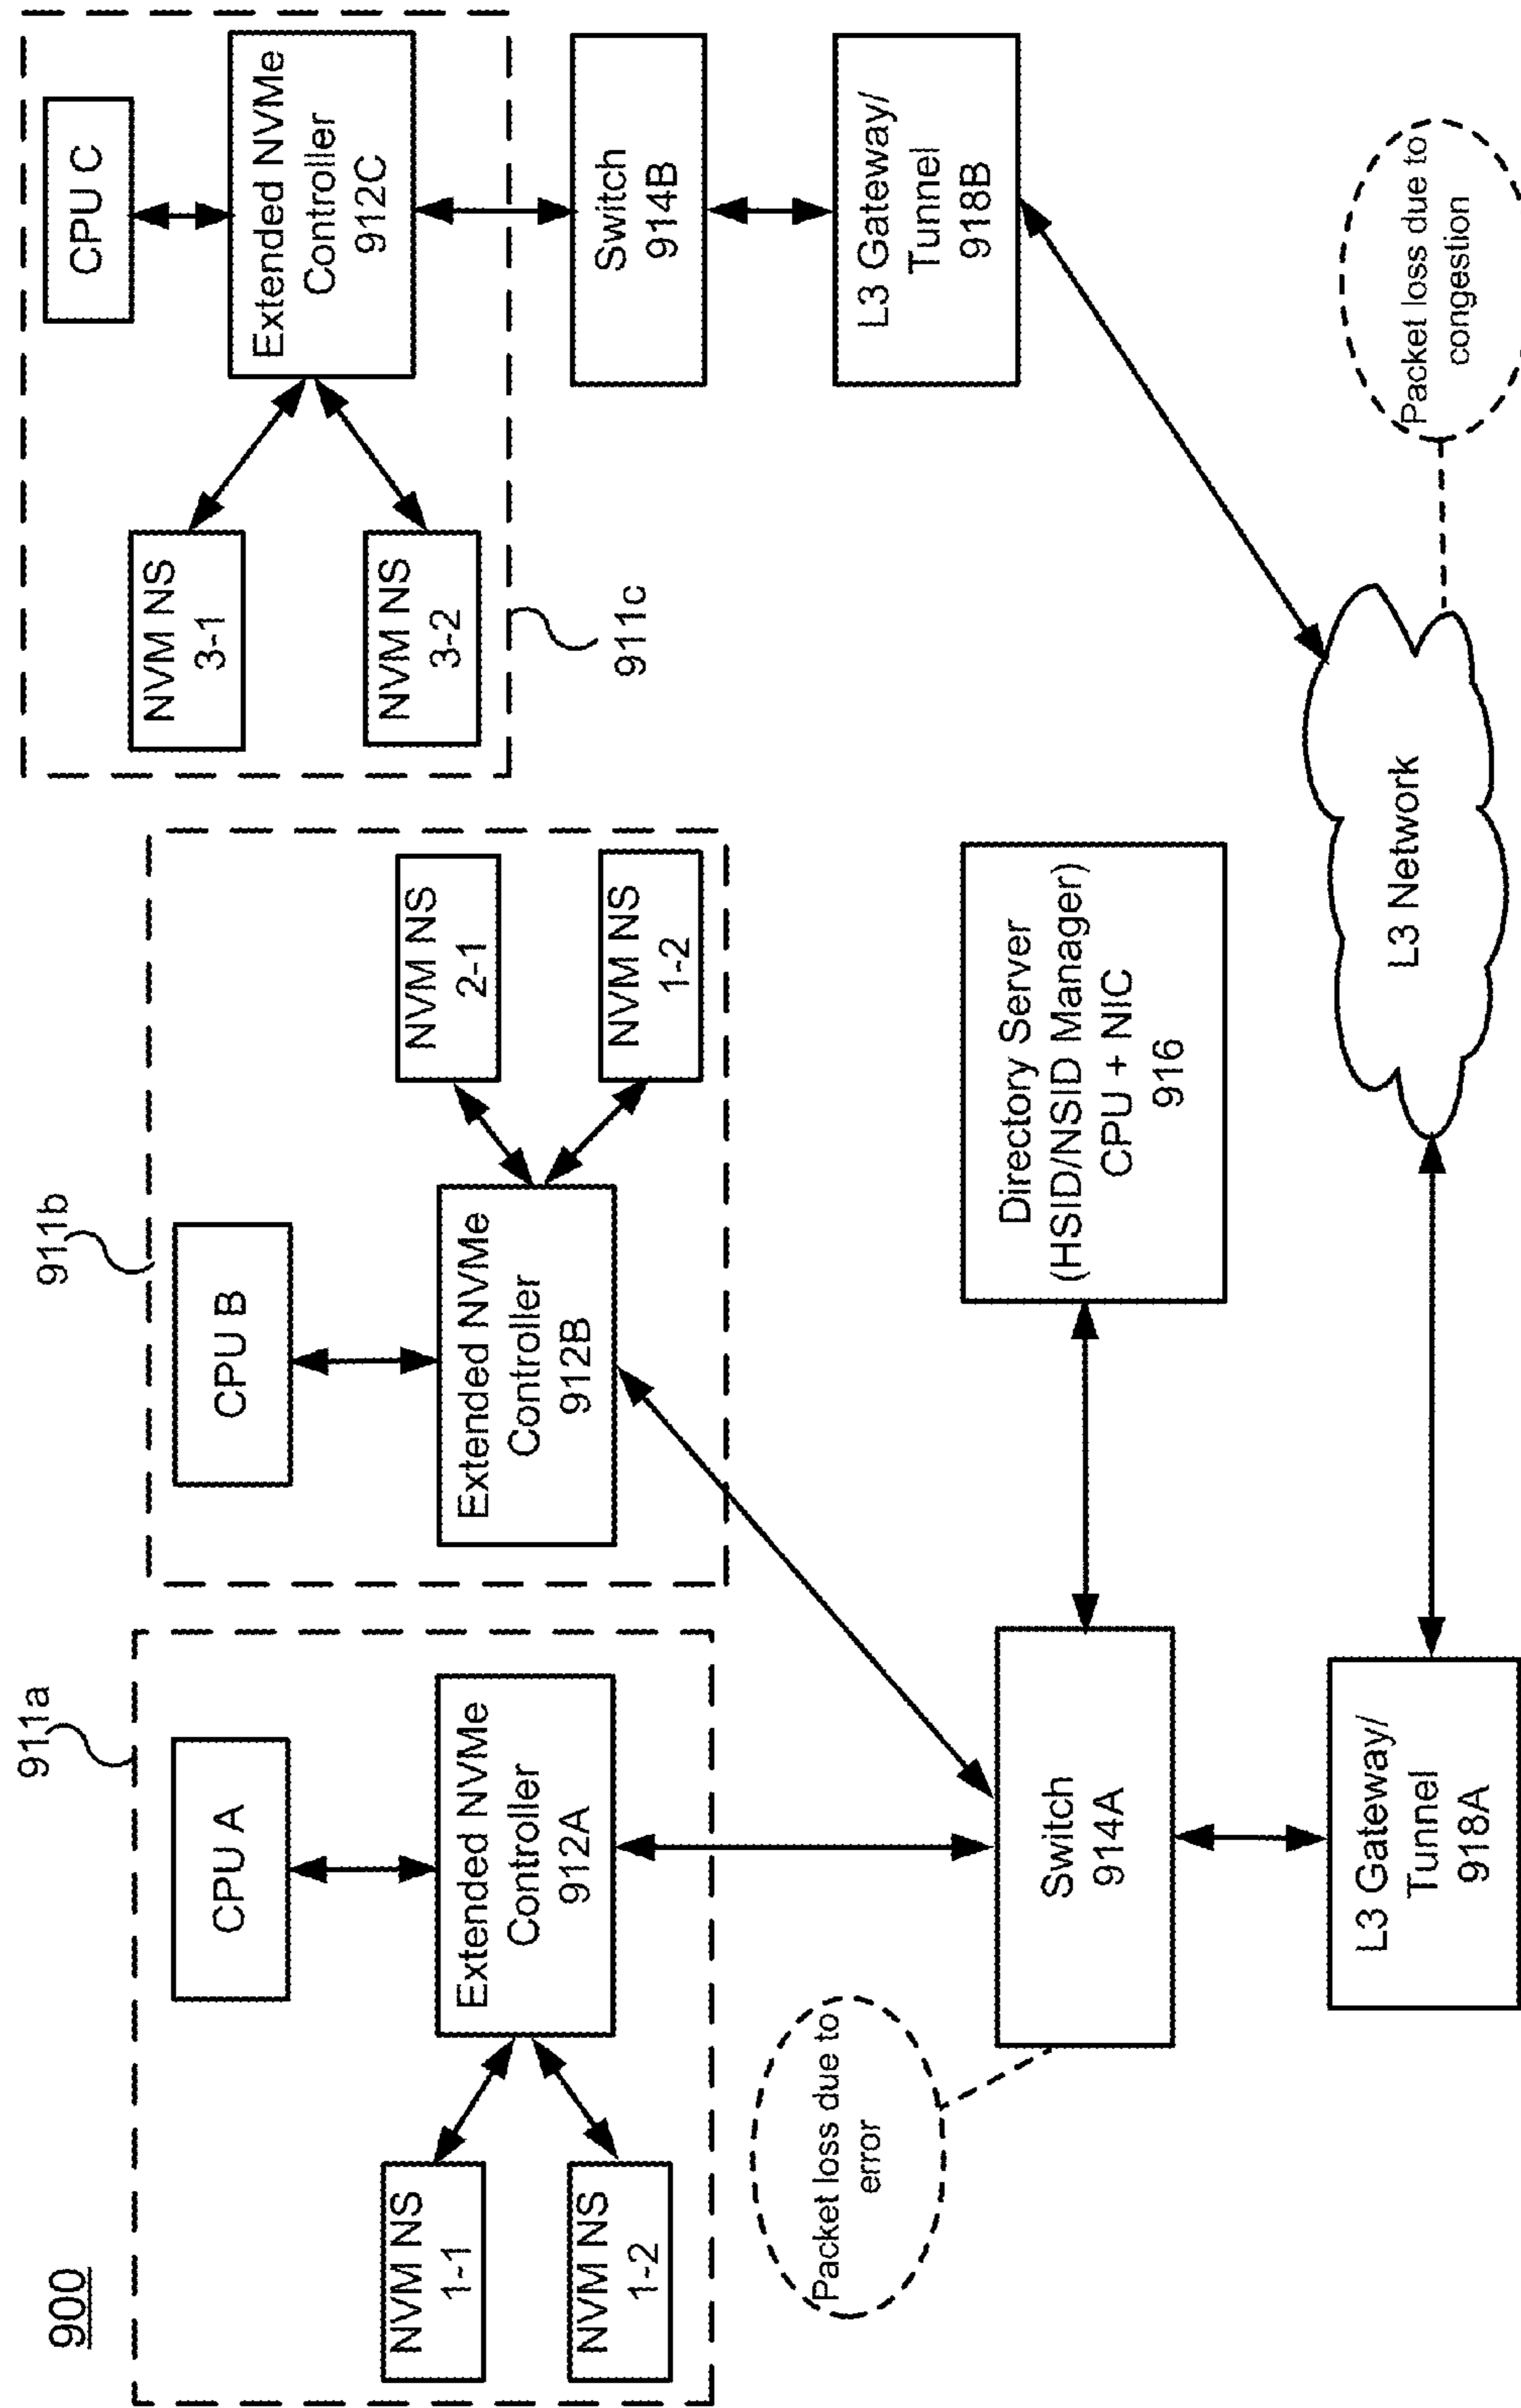 900
911a
CPU A
Extended NVMe
Controller
912A
NVM NS
1-1
NVM NS
1-2
911b
CPU B
Extended NVMe
Controller
912B
NVM NS
2-1
NVM NS
1-2
CPU C
Extended NVMe
Controller
912C
NVM NS
3-1
NVM NS
3-2
911c
Switch
914B
L3 Gateway/
Tunnel
918B
Packet loss due to
error
Switch
914A
Directory Server
(HSID/NSID Manager)
CPU + NIC
916
L3 Gateway/
Tunnel
918A
L3 Network
Packet loss due to
congestion